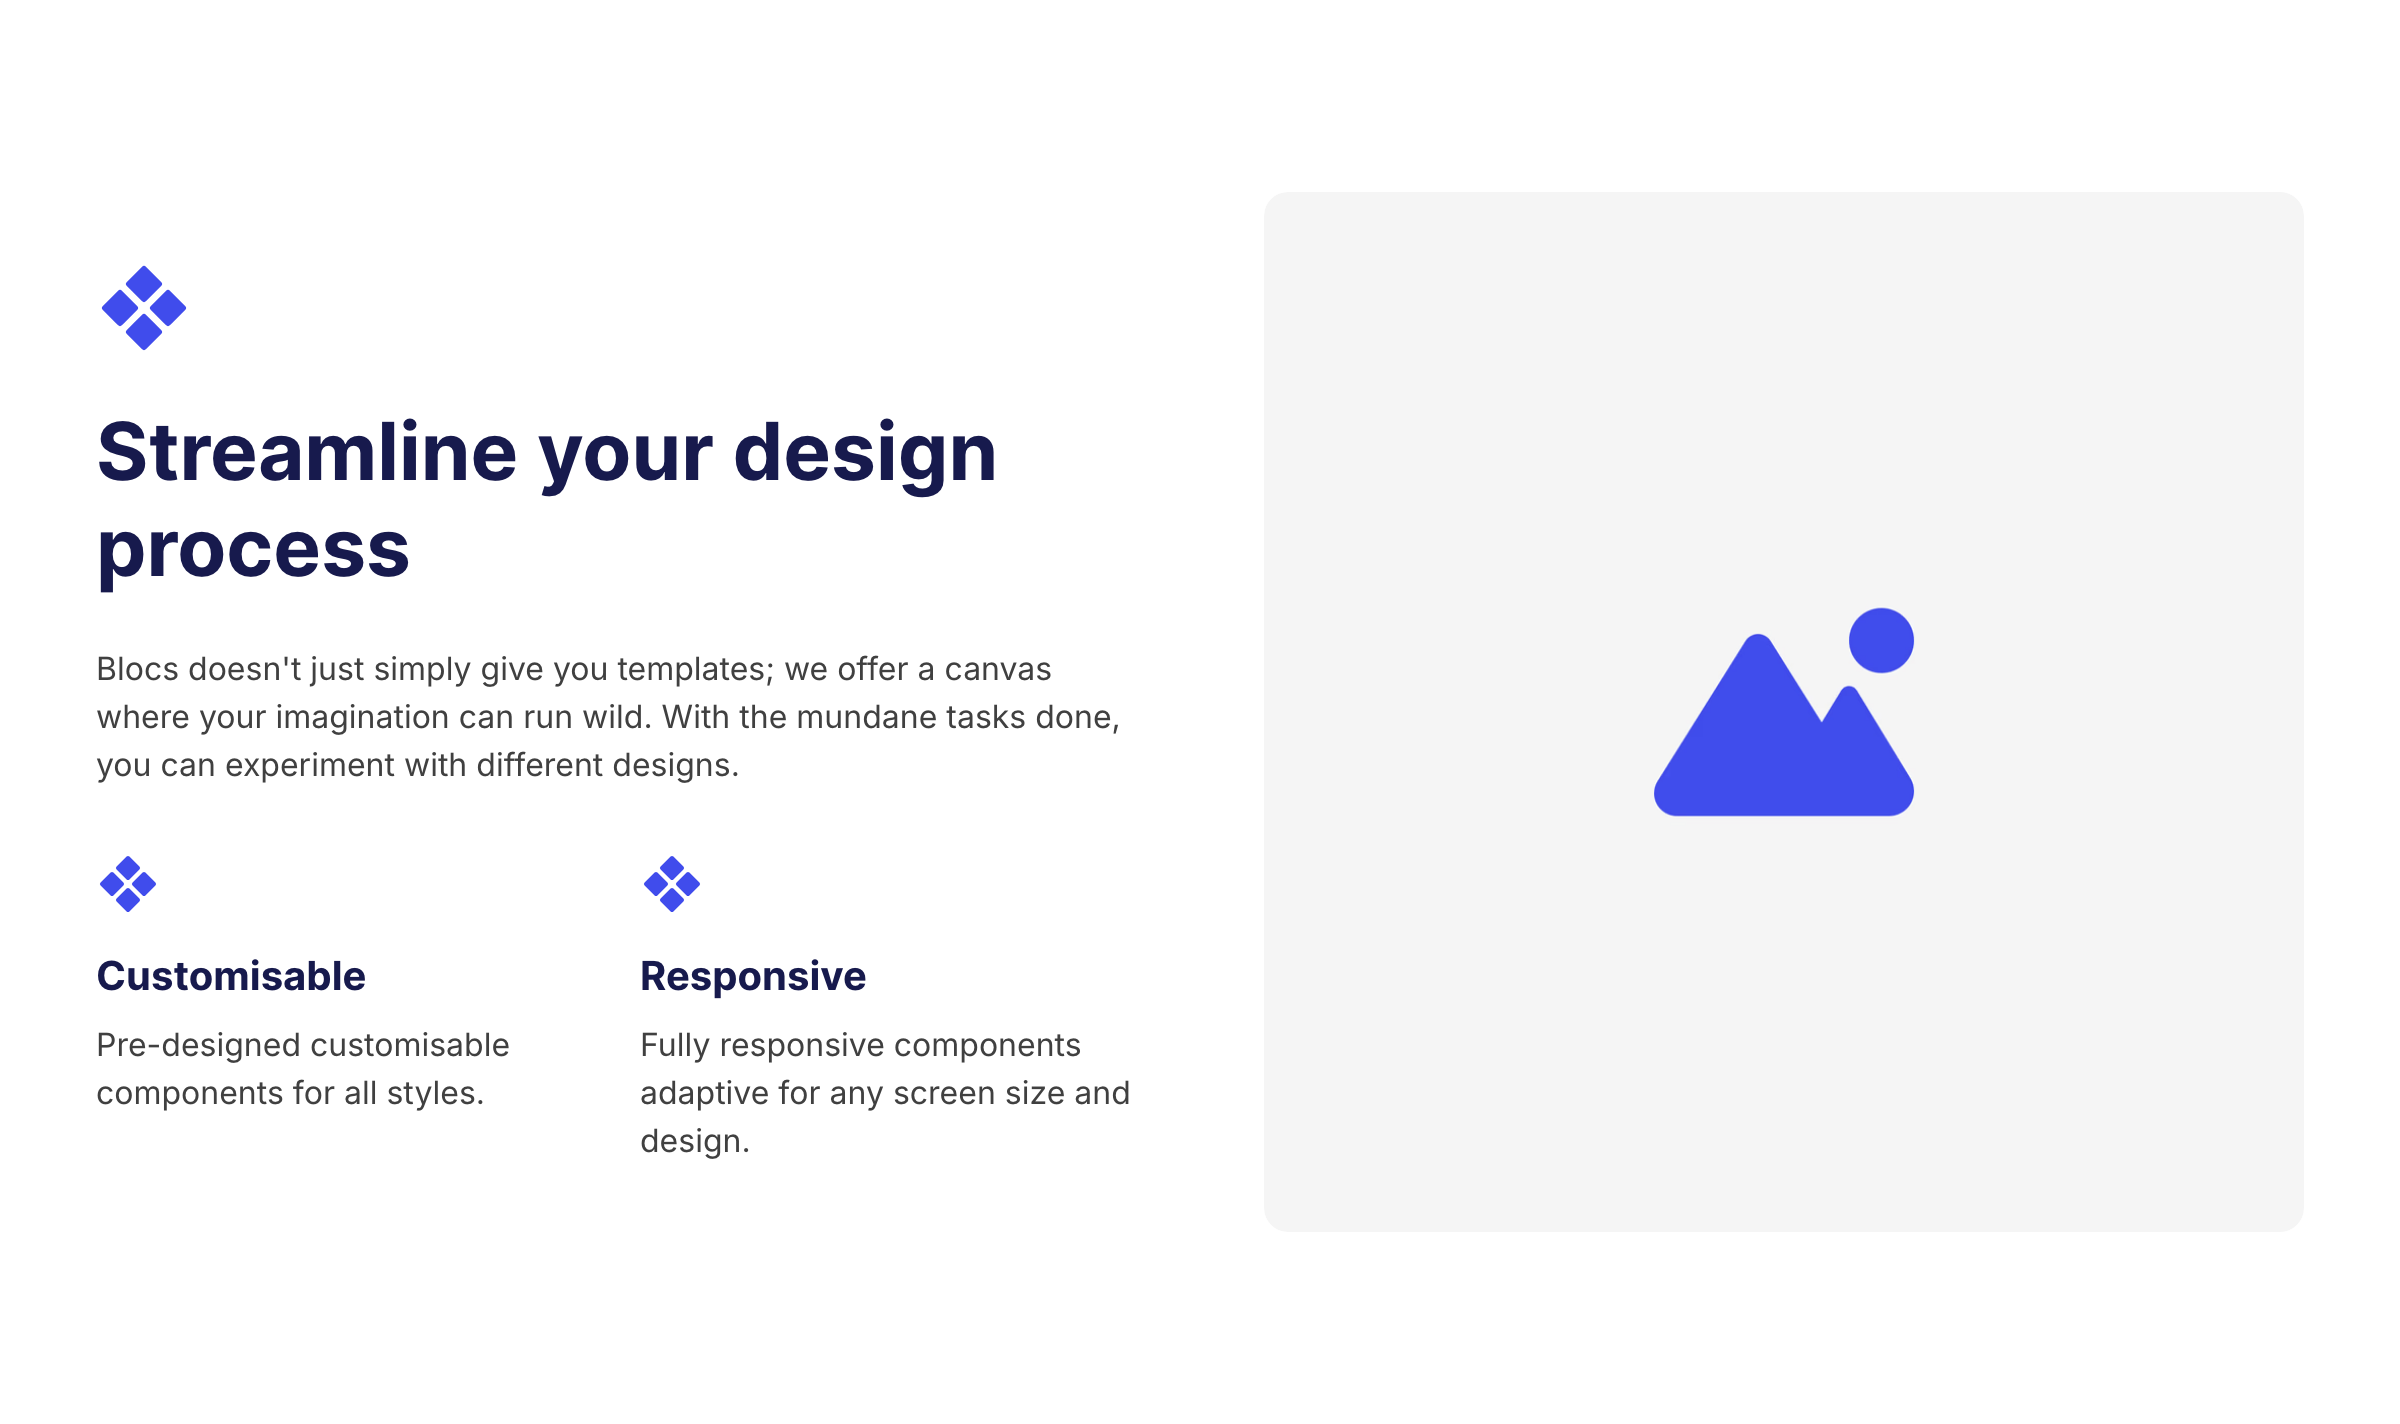 Streamline your design
process
Blocs doesn't just simply give you templates; we offer a canvas
where your imagination can run wild. With the mundane tasks done,
you can experiment with different designs.
Customisable
Pre-designed customisable
components for all styles.
Responsive
Fully responsive components
adaptive for any screen size and
design.